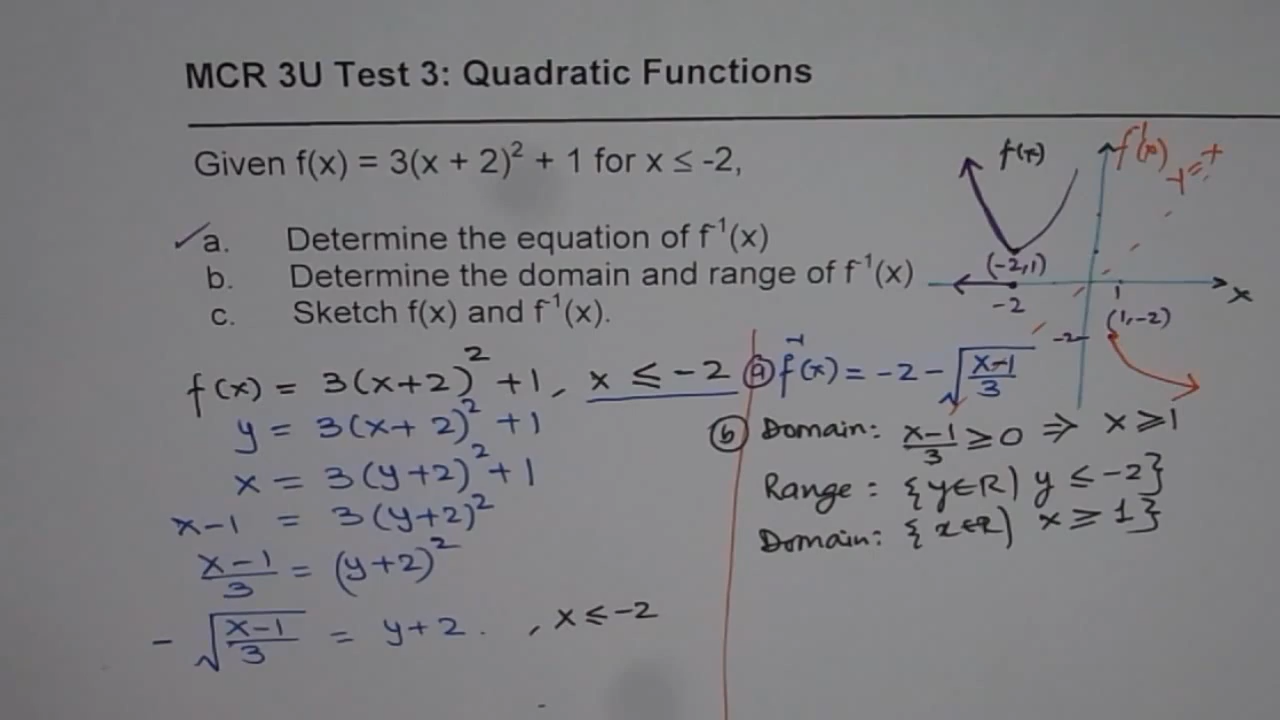 MCR 3U Test 3: Quadratic Functions
Given f(x) = 3(x + 2)² + 1 for x ≤ -2,
✓a. Determine the equation of f⁻¹(x)
b. Determine the domain and range of f⁻¹(x)
c. Sketch f(x) and f⁻¹(x).
f(x) = 3(x+2)² + 1, x ≤ -2
y = 3(x+2)² + 1
x = 3(y+2)² + 1
x-1 = 3(y+2)²
x-1/3 = (y+2)²
- √(x-1/3) = y+2. , x ≤ -2
f(x)
f⁻¹(x)
(-2,1)
-2
1
x
(1,-2)
-2
ⓐ f⁻¹(x) = -2 - √(x-1/3)
ⓑ Domain: x-1/3 ≥ 0 ⇒ x ≥ 1
Range: {y∈R) y ≤ -2}
Domain: {x∈R) x ≥ 1}